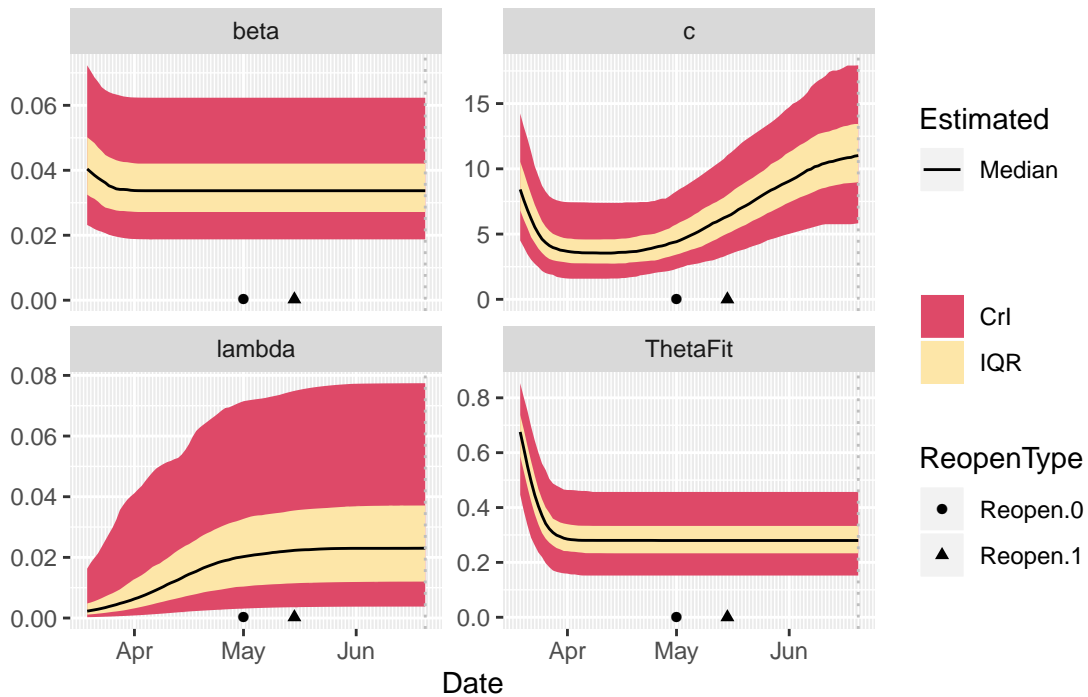 beta
c
0.06
0.04
0.02
0.00
15
10
5
0
lambda
ThetaFit
0.08
0.06
0.04
0.02
0.00
0.8
0.6
0.4
0.2
0.0
Apr
May
Jun
Apr
May
Jun
Date
Estimated
Median
CrI
IQR
ReopenType
Reopen.0
Reopen.1